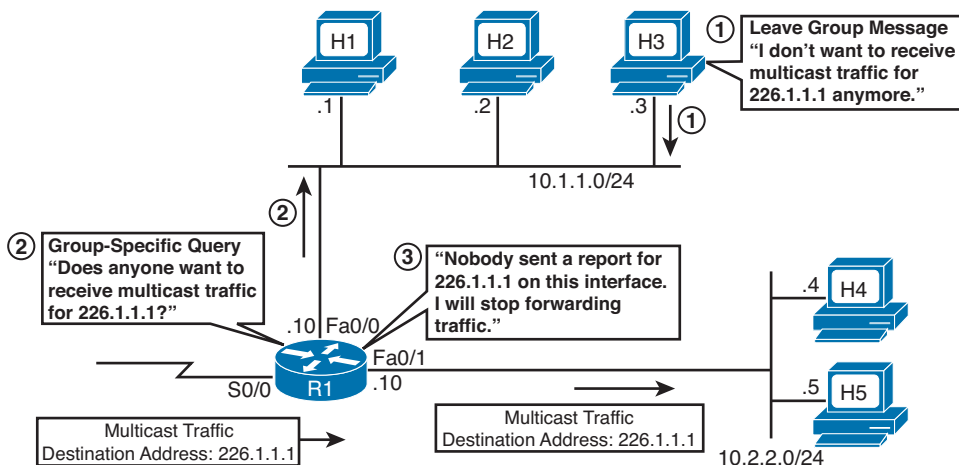 H1
H2
H3
1
Leave Group Message
“I don’t want to
receive
multicast traffic for
226.1.1.1 anymore.”
.1
.2
.3
1
10.1.1.0/24
2
2
Group-Specific Query
“Does anyone want to
receive multicast traffic
for 226.1.1.1?”
3
“Nobody sent a report for
226.1.1.1 on this interface.
I will stop forwarding
traffic.”
.10 Fa0/0
Fa0/1
.10
S0/0
R1
.4
H4
.5
H5
Multicast Traffic
Destination Address: 226.1.1.1
Multicast Traffic
Destination Address: 226.1.1.1
10.2.2.0/24